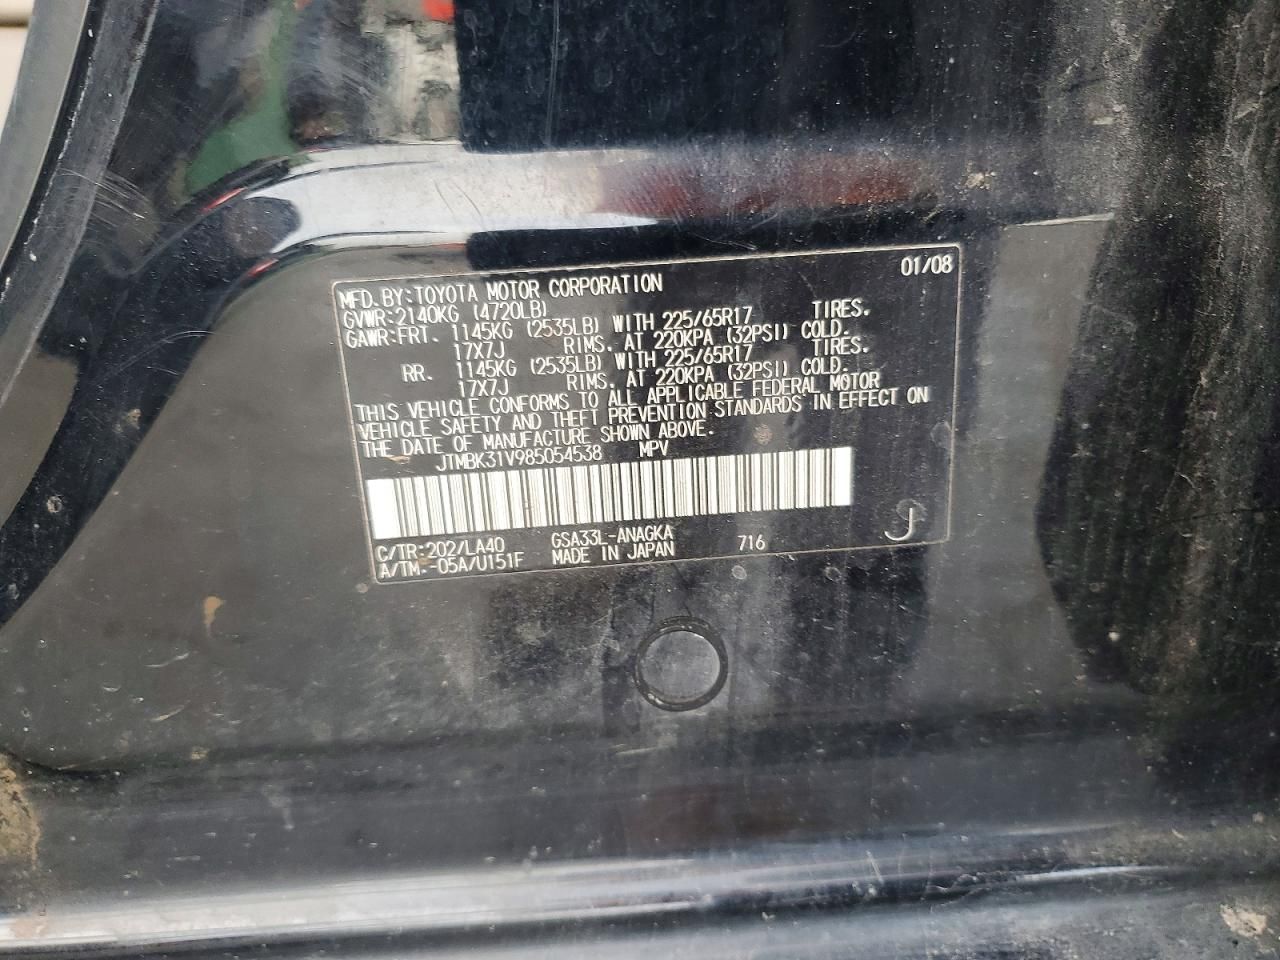 01/08
MFD.BY:TOYOTA MOTOR CORPORATION
GVWR:2140KG (4720LB)
GAWR:FRT. 1145KG (2535LB) WITH 225/65R17 TIRES.
17X7J RIMS. AT 220KPA (32PSI) COLD.
RR. 1145KG (2535LB) WITH 225/65R17 TIRES.
17X7J RIMS. AT 220KPA (32PSI) COLD.
THIS VEHICLE CONFORMS TO ALL APPLICABLE FEDERAL MOTOR
VEHICLE SAFETY AND THEFT PREVENTION STANDARDS IN EFFECT ON
THE DATE OF MANUFACTURE SHOWN ABOVE.
JTMBK31V985054538 MPV
C/TR:202/LA40 GSA33L-ANAGKA 716 J
A/TM:-05A/U151F MADE IN JAPAN